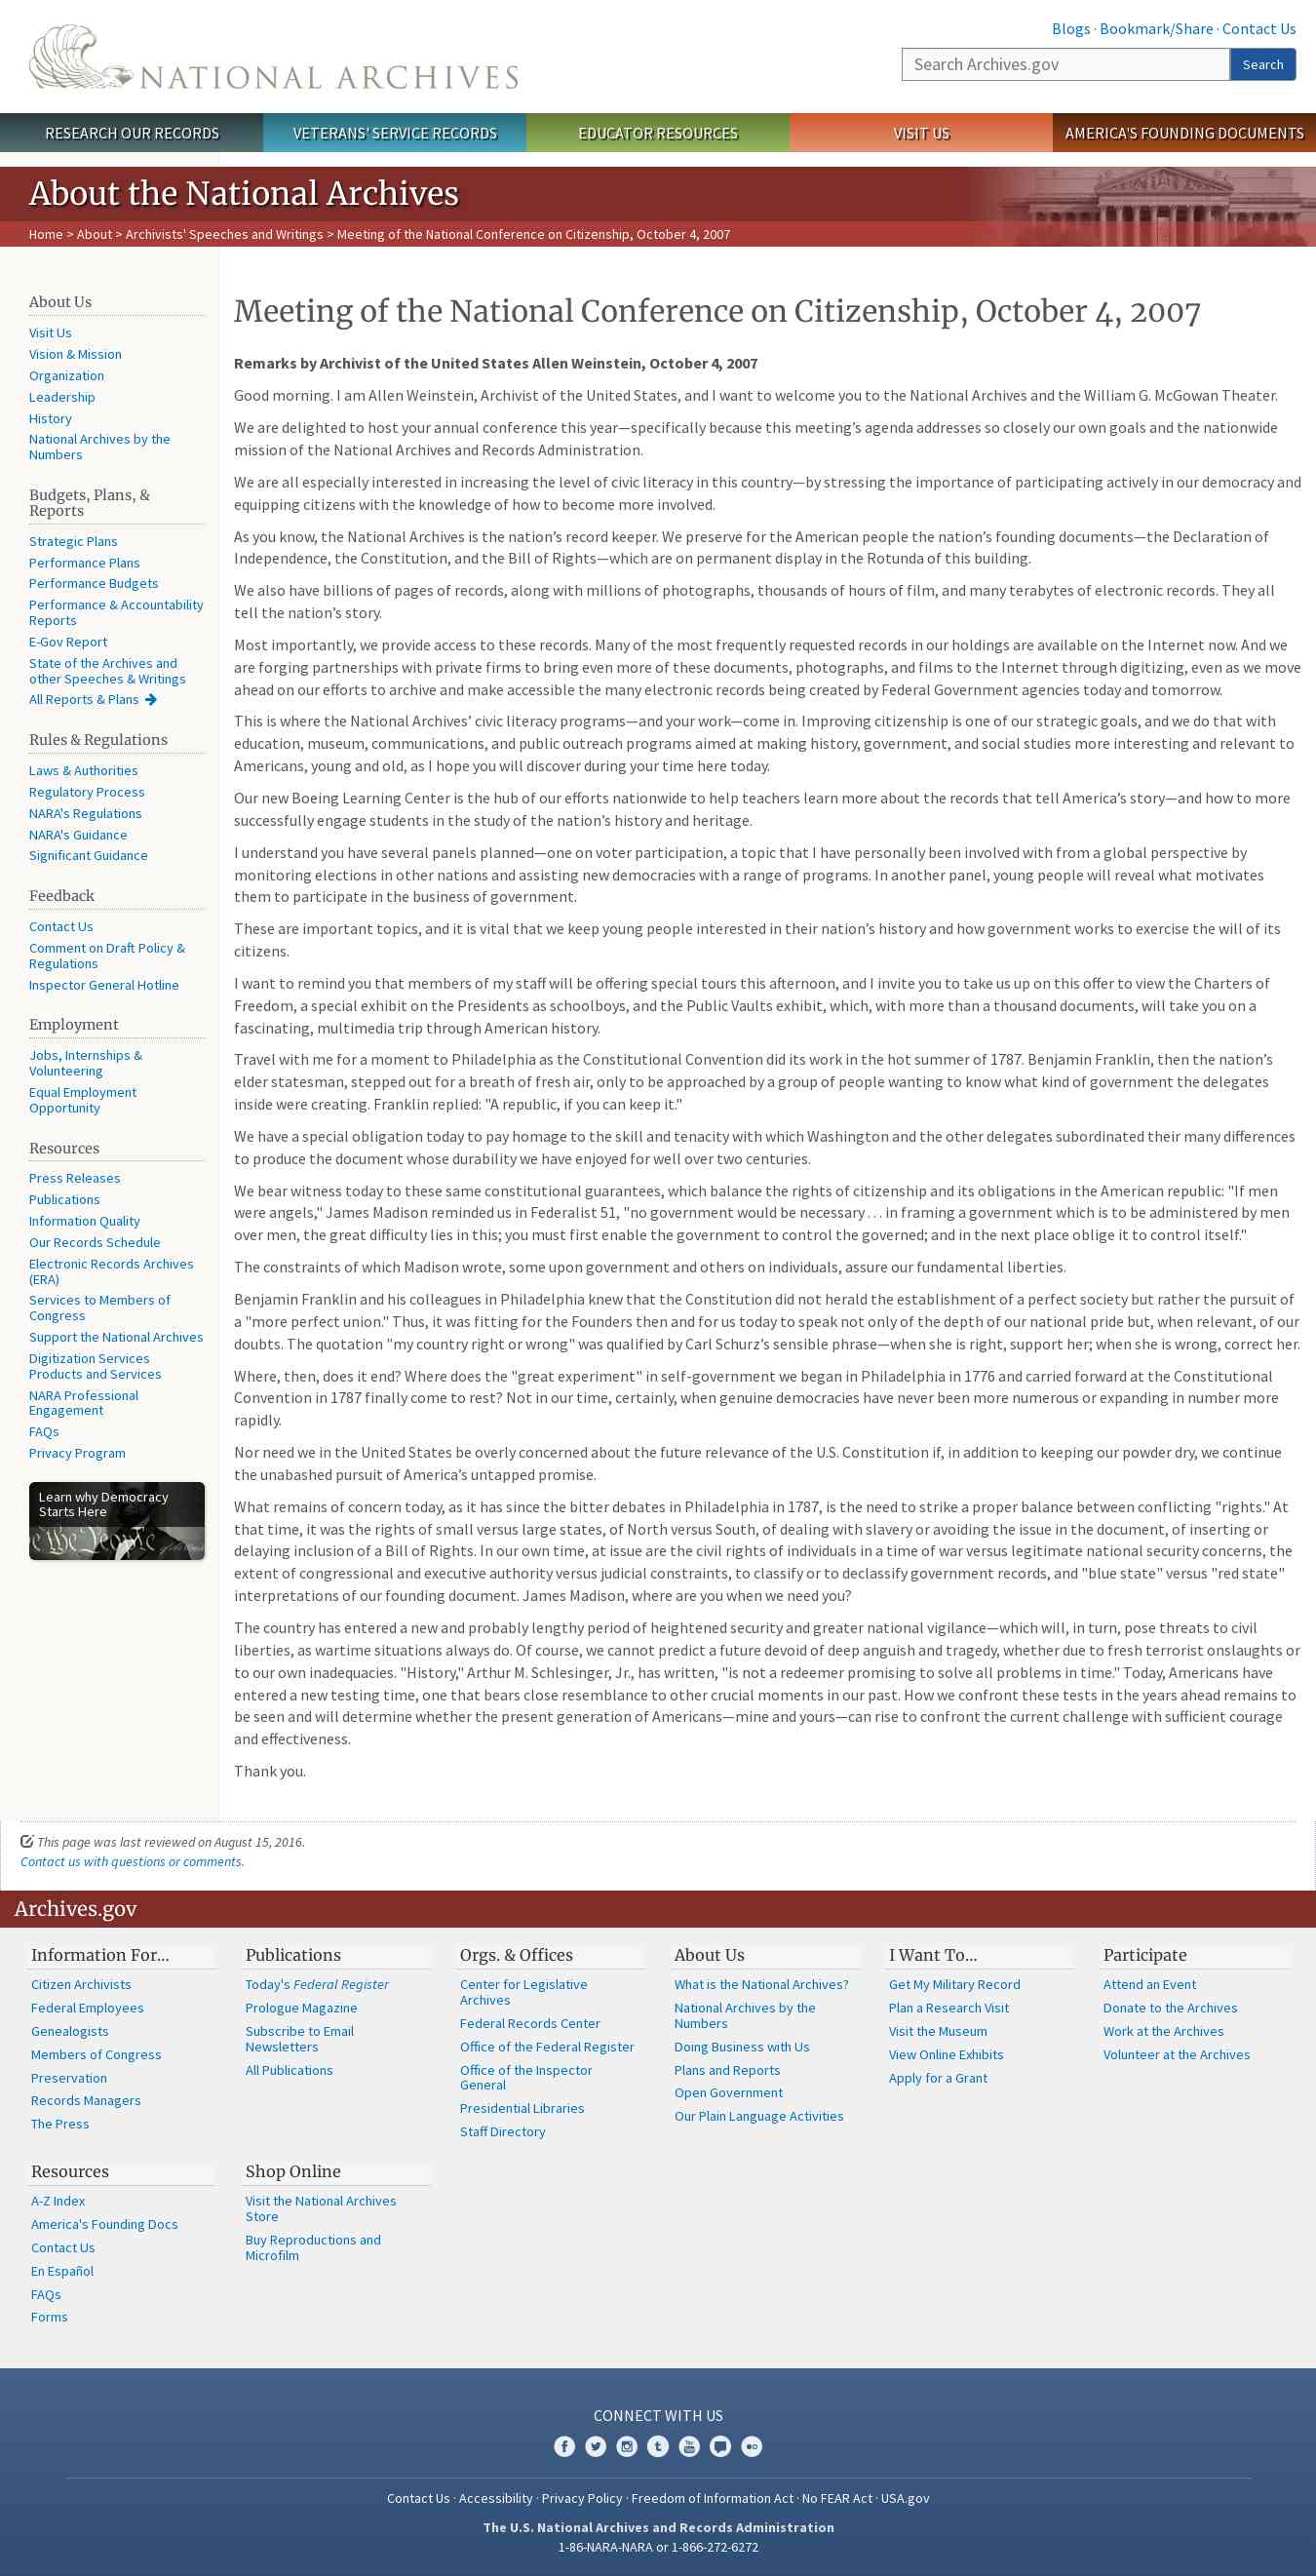 NATIONAL ARCHIVES
Blogs · Bookmark/Share · Contact Us
Search Archives.gov
Search
RESEARCH OUR RECORDS
VETERANS' SERVICE RECORDS
EDUCATOR RESOURCES
VISIT US
AMERICA'S FOUNDING DOCUMENTS
About the National Archives
Home > About > Archivists' Speeches and Writings > Meeting of the National Conference on Citizenship, October 4, 2007
About Us
Visit Us
Vision & Mission
Organization
Leadership
History
National Archives by the
Numbers
Budgets, Plans, &
Reports
Strategic Plans
Performance Plans
Performance Budgets
Performance & Accountability
Reports
E-Gov Report
State of the Archives and
other Speeches & Writings
All Reports & Plans
Rules & Regulations
Laws & Authorities
Regulatory Process
NARA's Regulations
NARA's Guidance
Significant Guidance
Feedback
Contact Us
Comment on Draft Policy &
Regulations
Inspector General Hotline
Employment
Jobs, Internships &
Volunteering
Equal Employment
Opportunity
Resources
Press Releases
Publications
Information Quality
Our Records Schedule
Electronic Records Archives
(ERA)
Services to Members of
Congress
Support the National Archives
Digitization Services
Products and Services
NARA Professional
Engagement
FAQs
Privacy Program
Learn why Democracy
Starts Here
We The People
Meeting of the National Conference on Citizenship, October 4, 2007
Remarks by Archivist of the United States Allen Weinstein, October 4, 2007
Good morning. I am Allen Weinstein, Archivist of the United States, and I want to welcome you to the National Archives and the William G. McGowan Theater.
We are delighted to host your annual conference this year—specifically because this meeting’s agenda addresses so closely our own goals and the nationwide
mission of the National Archives and Records Administration.
We are all especially interested in increasing the level of civic literacy in this country—by stressing the importance of participating actively in our democracy and
equipping citizens with the knowledge of how to become more involved.
As you know, the National Archives is the nation’s record keeper. We preserve for the American people the nation’s founding documents—the Declaration of
Independence, the Constitution, and the Bill of Rights—which are on permanent display in the Rotunda of this building.
We also have billions of pages of records, along with millions of photographs, thousands of hours of film, and many terabytes of electronic records. They all
tell the nation’s story.
Most importantly, we provide access to these records. Many of the most frequently requested records in our holdings are available on the Internet now. And we
are forging partnerships with private firms to bring even more of these documents, photographs, and films to the Internet through digitizing, even as we move
ahead on our efforts to archive and make accessible the many electronic records being created by Federal Government agencies today and tomorrow.
This is where the National Archives’ civic literacy programs—and your work—come in. Improving citizenship is one of our strategic goals, and we do that with
education, museum, communications, and public outreach programs aimed at making history, government, and social studies more interesting and relevant to
Americans, young and old, as I hope you will discover during your time here today.
Our new Boeing Learning Center is the hub of our efforts nationwide to help teachers learn more about the records that tell America’s story—and how to more
successfully engage students in the study of the nation’s history and heritage.
I understand you have several panels planned—one on voter participation, a topic that I have personally been involved with from a global perspective by
monitoring elections in other nations and assisting new democracies with a range of programs. In another panel, young people will reveal what motivates
them to participate in the business of government.
These are important topics, and it is vital that we keep young people interested in their nation’s history and how government works to exercise the will of its
citizens.
I want to remind you that members of my staff will be offering special tours this afternoon, and I invite you to take us up on this offer to view the Charters of
Freedom, a special exhibit on the Presidents as schoolboys, and the Public Vaults exhibit, which, with more than a thousand documents, will take you on a
fascinating, multimedia trip through American history.
Travel with me for a moment to Philadelphia as the Constitutional Convention did its work in the hot summer of 1787. Benjamin Franklin, then the nation’s
elder statesman, stepped out for a breath of fresh air, only to be approached by a group of people wanting to know what kind of government the delegates
inside were creating. Franklin replied: "A republic, if you can keep it."
We have a special obligation today to pay homage to the skill and tenacity with which Washington and the other delegates subordinated their many differences
to produce the document whose durability we have enjoyed for well over two centuries.
We bear witness today to these same constitutional guarantees, which balance the rights of citizenship and its obligations in the American republic: "If men
were angels," James Madison reminded us in Federalist 51, "no government would be necessary . . . in framing a government which is to be administered by men
over men, the great difficulty lies in this; you must first enable the government to control the governed; and in the next place oblige it to control itself."
The constraints of which Madison wrote, some upon government and others on individuals, assure our fundamental liberties.
Benjamin Franklin and his colleagues in Philadelphia knew that the Constitution did not herald the establishment of a perfect society but rather the pursuit of
a "more perfect union." Thus, it was fitting for the Founders then and for us today to speak not only of the depth of our national pride but, when relevant, of our
doubts. The quotation "my country right or wrong" was qualified by Carl Schurz’s sensible phrase—when she is right, support her; when she is wrong, correct her.
Where, then, does it end? Where does the "great experiment" in self-government we began in Philadelphia in 1776 and carried forward at the Constitutional
Convention in 1787 finally come to rest? Not in our time, certainly, when genuine democracies have never been more numerous or expanding in number more
rapidly.
Nor need we in the United States be overly concerned about the future relevance of the U.S. Constitution if, in addition to keeping our powder dry, we continue
the unabashed pursuit of America’s untapped promise.
What remains of concern today, as it has since the bitter debates in Philadelphia in 1787, is the need to strike a proper balance between conflicting "rights." At
that time, it was the rights of small versus large states, of North versus South, of dealing with slavery or avoiding the issue in the document, of inserting or
delaying inclusion of a Bill of Rights. In our own time, at issue are the civil rights of individuals in a time of war versus legitimate national security concerns, the
extent of congressional and executive authority versus judicial constraints, to classify or to declassify government records, and "blue state" versus "red state"
interpretations of our founding document. James Madison, where are you when we need you?
The country has entered a new and probably lengthy period of heightened security and greater national vigilance—which will, in turn, pose threats to civil
liberties, as wartime situations always do. Of course, we cannot predict a future devoid of deep anguish and tragedy, whether due to fresh terrorist onslaughts or
to our own inadequacies. "History," Arthur M. Schlesinger, Jr., has written, "is not a redeemer promising to solve all problems in time." Today, Americans have
entered a new testing time, one that bears close resemblance to other crucial moments in our past. How we confront these tests in the years ahead remains to
be seen and will determine whether the present generation of Americans—mine and yours—can rise to confront the current challenge with sufficient courage
and effectiveness.
Thank you.
This page was last reviewed on August 15, 2016.
Contact us with questions or comments.
Archives.gov
Information For…
Citizen Archivists
Federal Employees
Genealogists
Members of Congress
Preservation
Records Managers
The Press
Publications
Today's Federal Register
Prologue Magazine
Subscribe to Email
Newsletters
All Publications
Orgs. & Offices
Center for Legislative
Archives
Federal Records Center
Office of the Federal Register
Office of the Inspector
General
Presidential Libraries
Staff Directory
About Us
What is the National Archives?
National Archives by the
Numbers
Doing Business with Us
Plans and Reports
Open Government
Our Plain Language Activities
I Want To…
Get My Military Record
Plan a Research Visit
Visit the Museum
View Online Exhibits
Apply for a Grant
Participate
Attend an Event
Donate to the Archives
Work at the Archives
Volunteer at the Archives
Resources
A-Z Index
America's Founding Docs
Contact Us
En Español
FAQs
Forms
Shop Online
Visit the National Archives
Store
Buy Reproductions and
Microfilm
CONNECT WITH US
Contact Us · Accessibility · Privacy Policy · Freedom of Information Act · No FEAR Act · USA.gov
The U.S. National Archives and Records Administration
1-86-NARA-NARA or 1-866-272-6272